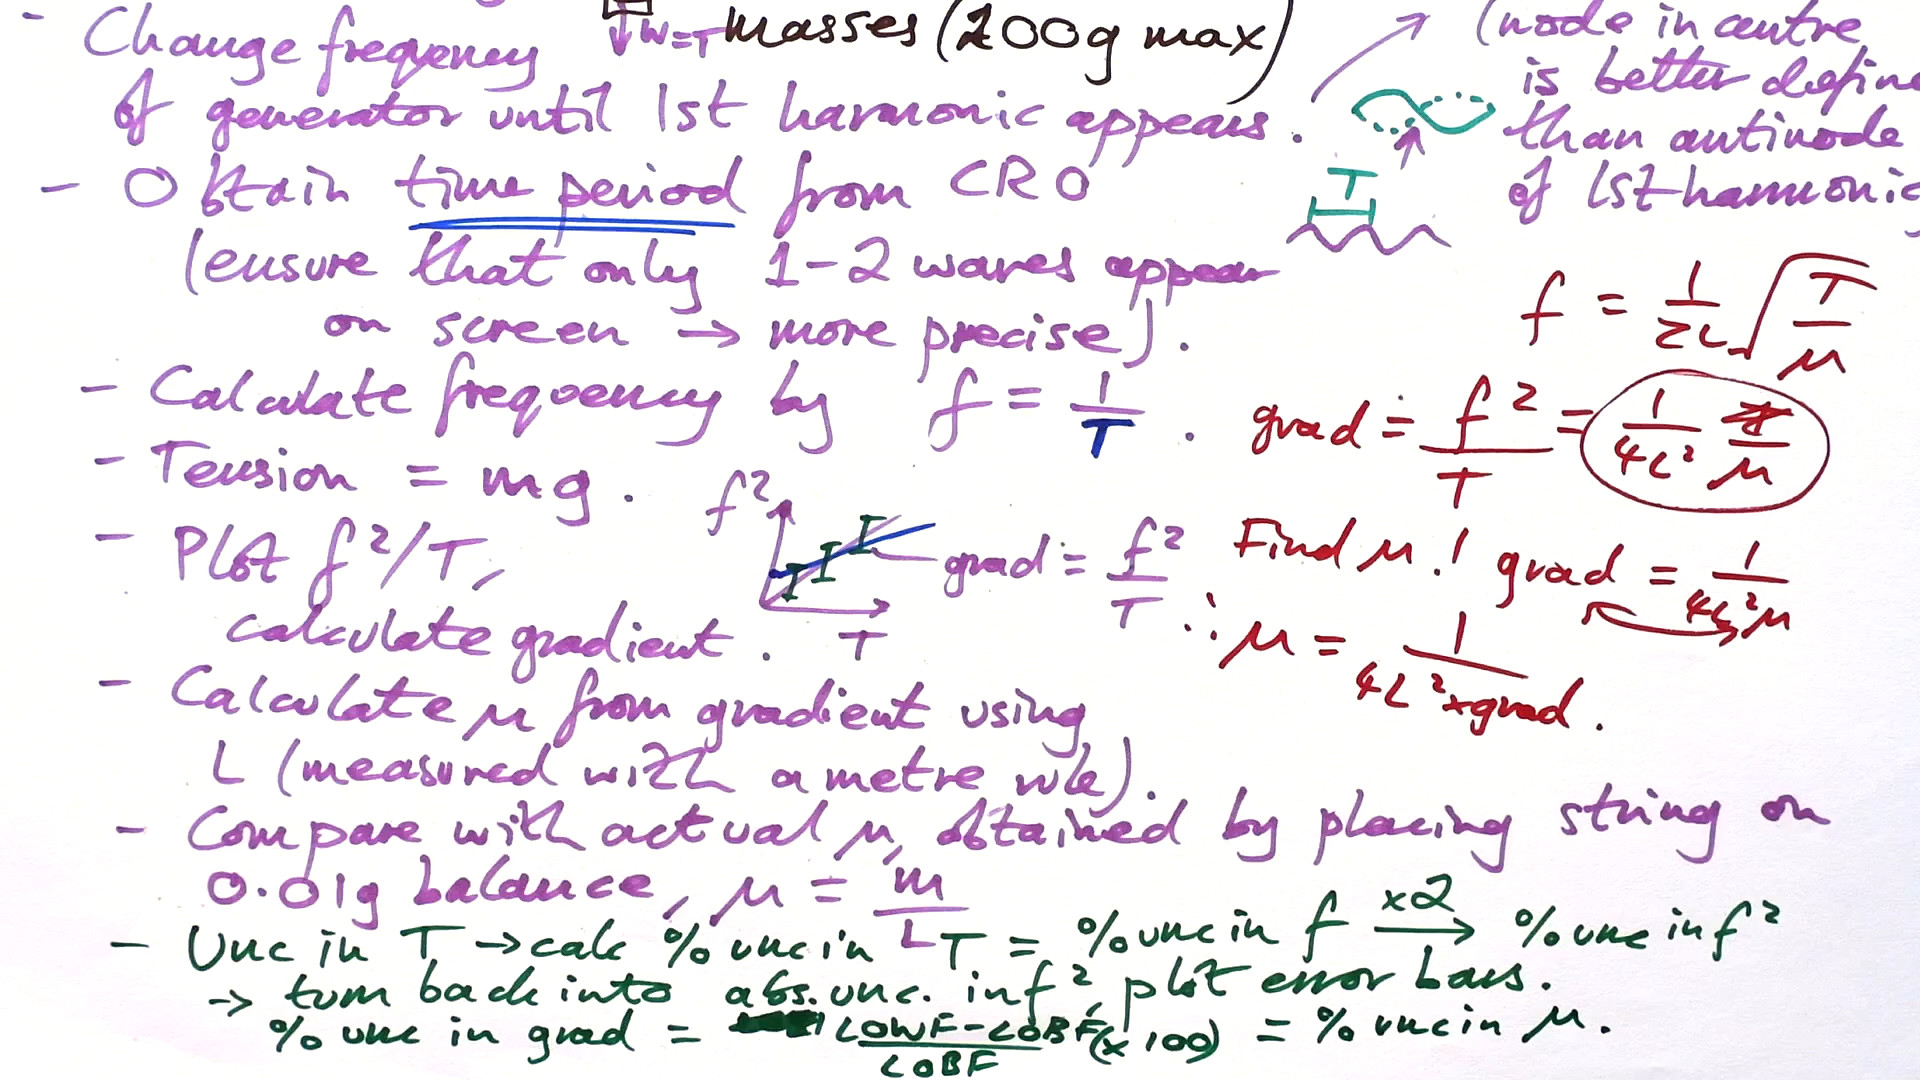 - Change frequency
W=T masses (200g max)
of generator until 1st harmonic appears.
(node in centre
is better define
than antinode
of 1st harmonic
- Obtain time period from CRO
(ensure that only 1-2 waves appear
on screen → more precise).
T
f = 1/2L √T/μ
- Calculate frequency by f = 1/T.
grad = f²/T = 1/4L² T/μ
- Tension = mg.
- Plot f²/T,
calculate gradient.
f²
T
grad = f²/T
Find μ! grad = 1/4L²μ
∴ μ = 1/4L²×grad.
- Calculate μ from gradient using
L (measured with a metre rule).
- Compare with actual μ, obtained by placing string on
0.01g balance, μ = m/L
- Unc in T → calc % unc in T = % unc in f ×2 → % unc in f²
→ turn back into abs. unc. in f², plot error bars.
% unc in grad = LOWF-LOBF/LOBF (×100) = % unc in μ.